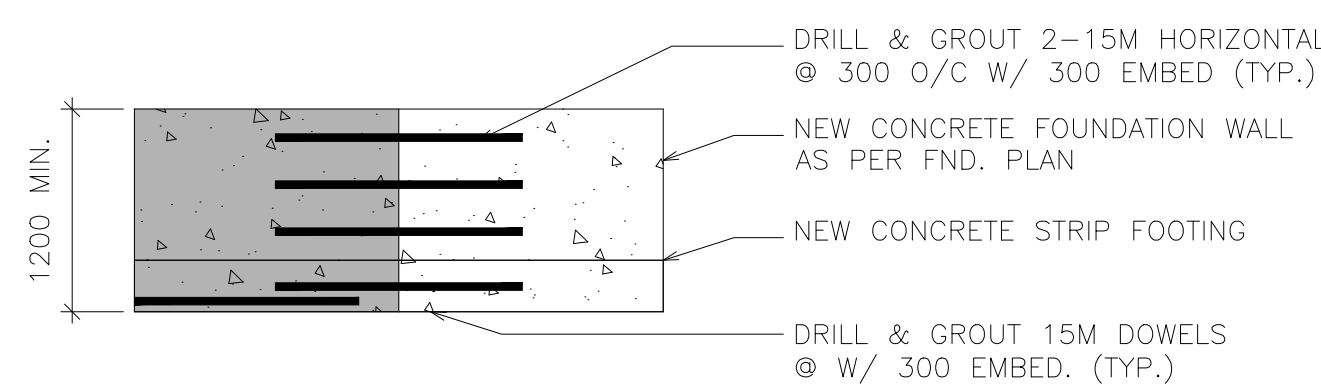 DRILL & GROUT 2-15M HORIZONTAL
@ 300 O/C W/ 300 EMBED (TYP.)
NEW CONCRETE FOUNDATION WALL
AS PER FND. PLAN
1200 MIN.
NEW CONCRETE STRIP FOOTING
DRILL & GROUT 15M DOWELS
@ W/ 300 EMBED. (TYP.)